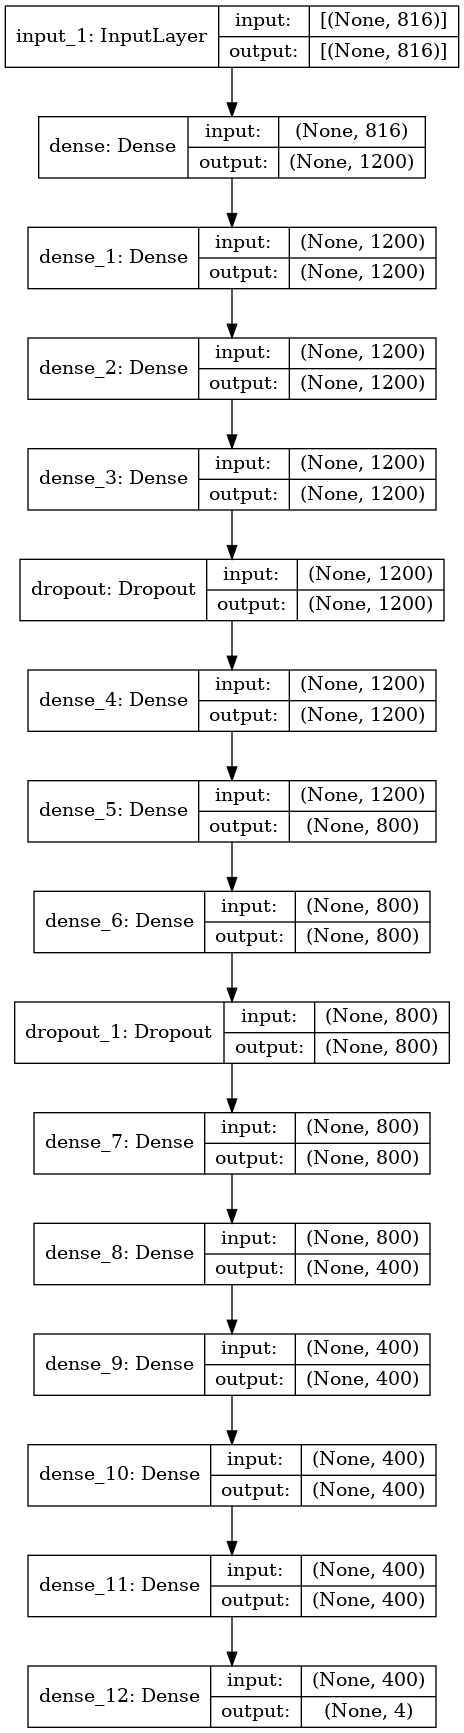 input_1: InputLayer input: [(None, 816)]
output: [(None, 816)]
dense: Dense input: (None, 816)
output: (None, 1200)
dense_1: Dense input: (None, 1200)
output: (None, 1200)
dense_2: Dense input: (None, 1200)
output: (None, 1200)
dense_3: Dense input: (None, 1200)
output: (None, 1200)
dropout: Dropout input: (None, 1200)
output: (None, 1200)
dense_4: Dense input: (None, 1200)
output: (None, 1200)
dense_5: Dense input: (None, 1200)
output: (None, 800)
dense_6: Dense input: (None, 800)
output: (None, 800)
dropout_1: Dropout input: (None, 800)
output: (None, 800)
dense_7: Dense input: (None, 800)
output: (None, 800)
dense_8: Dense input: (None, 800)
output: (None, 400)
dense_9: Dense input: (None, 400)
output: (None, 400)
dense_10: Dense input: (None, 400)
output: (None, 400)
dense_11: Dense input: (None, 400)
output: (None, 400)
dense_12: Dense input: (None, 400)
output: (None, 4)